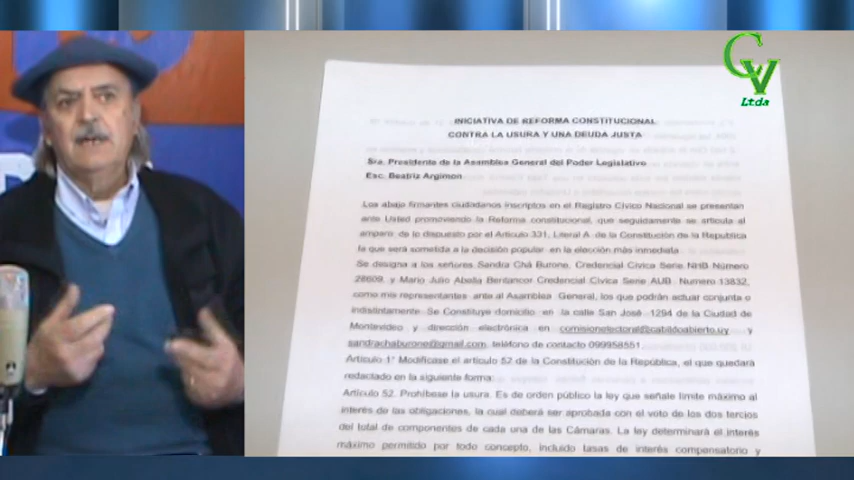 CV
Ltda
INICIATIVA DE REFORMA CONSTITUCIONAL
CONTRA LA USURA Y UNA DEUDA JUSTA
Sra. Presidente de la Asamblea General del Poder Legislativo
Esc. Beatriz Argimon
Los abajo firmantes ciudadanos inscriptos en el Registro Cívico Nacional se presentan
ante Usted promoviendo la Reforma constitucional, que seguidamente se articula al
amparo de lo dispuesto por el Artículo 331, Literal A de la Constitución de la Republica
la que será sometida a la decisión popular en la elección más inmediata
Se designa a los señores Sandra Chá Burone, Credencial Cívica Serie NHB Número
28609, y Mario Julio Abella Beritancor Credencial Cívica Serie AUB Numero 13832,
como mis representantes ante al Asamblea General, los que podrán actuar conjunta o
indistintamente. Se Constituye domicilio en la calle San José 1294 de la Ciudad de
Montevideo y dirección electrónica en comisionelectoral@cabildoabierto.uy y
sandrachaburone@gmail.com, teléfono de contacto 099958551
Artículo 1° Modifícase el artículo 52 de la Constitución de la República, el que quedará
redactado en la siguiente forma:
Artículo 52. Prohíbese la usura. Es de orden público la ley que señale límite máximo al
interés de las obligaciones, la cual deberá ser aprobada con el voto de los dos tercios
del total de componentes de cada una de las Cámaras. La ley determinará el interés
máximo permitido por todo concepto, incluido tasas de interés compensatorio y